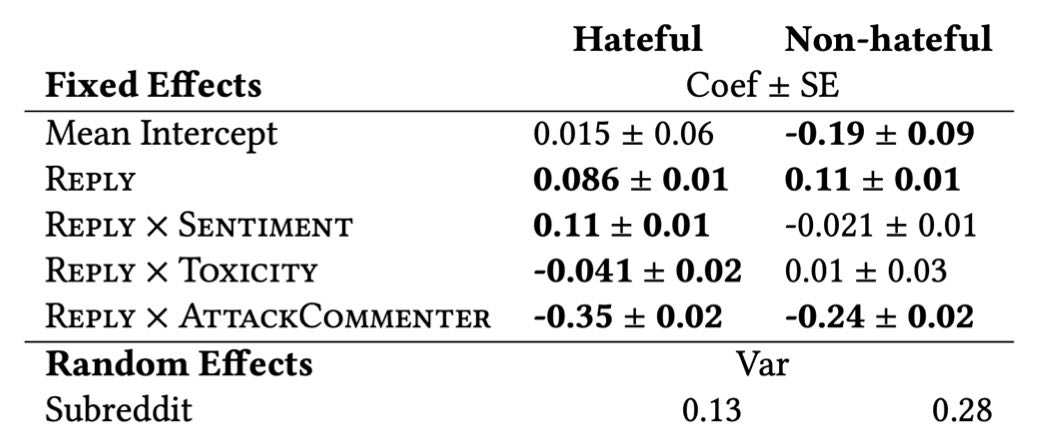 Hateful Non-hateful
Fixed Effects Coef ± SE
Mean Intercept 0.015 ± 0.06 -0.19 ± 0.09
REPLY 0.086 ± 0.01 0.11 ± 0.01
REPLY × SENTIMENT 0.11 ± 0.01 -0.021 ± 0.01
REPLY × TOXICITY -0.041 ± 0.02 0.01 ± 0.03
REPLY × ATTACKCOMMENTER -0.35 ± 0.02 -0.24 ± 0.02
Random Effects Var
Subreddit 0.13 0.28